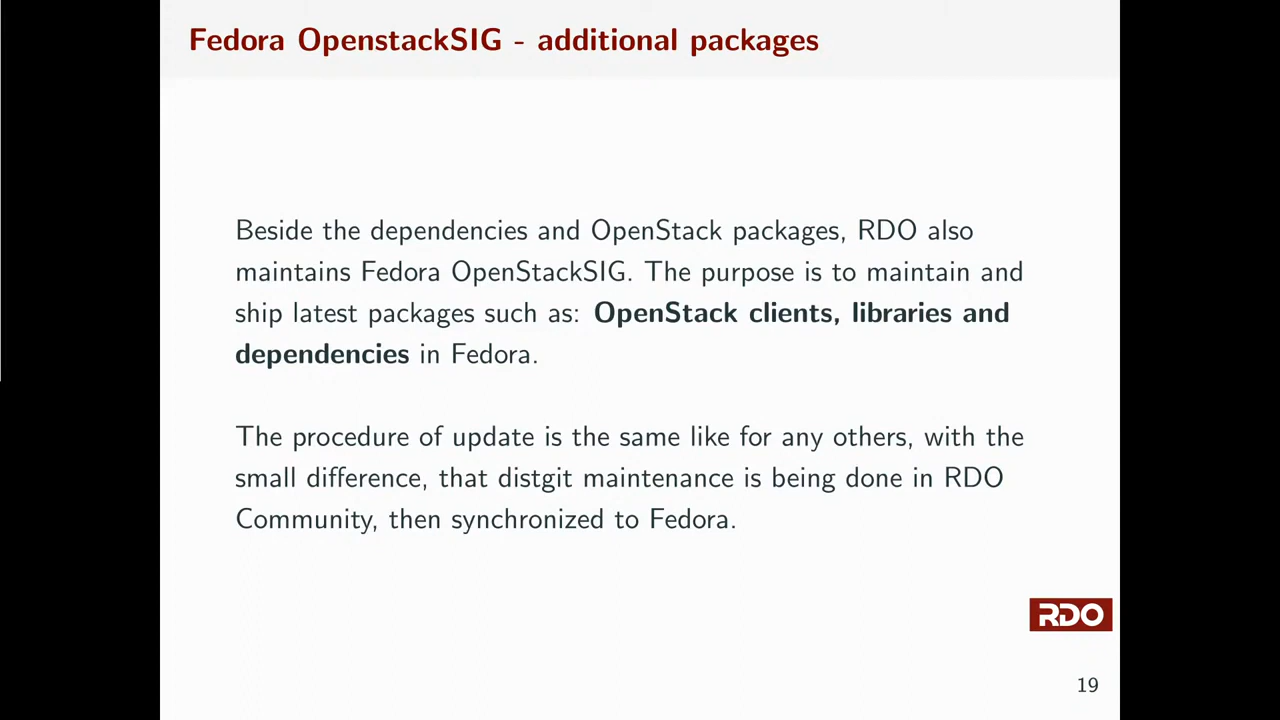 Fedora OpenstackSIG - additional packages
Beside the dependencies and OpenStack packages, RDO also
maintains Fedora OpenStackSIG. The purpose is to maintain and
ship latest packages such as: OpenStack clients, libraries and
dependencies in Fedora.
The procedure of update is the same like for any others, with the
small difference, that distgit maintenance is being done in RDO
Community, then synchronized to Fedora.
RDO
19